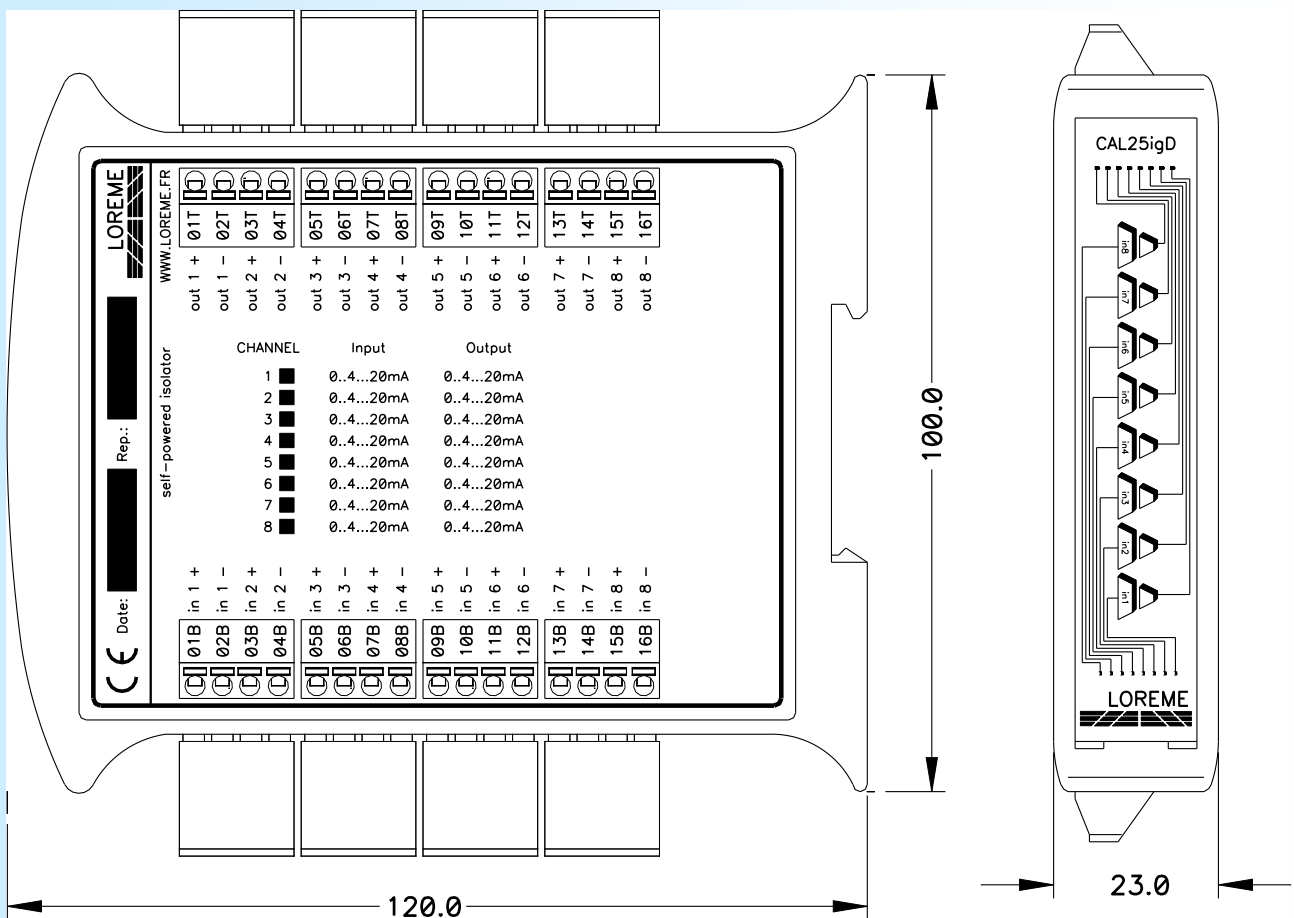 LOREME
WWW.LOREME.FR
Rep.:
Date:
CE
self-powered isolator
01T 02T 03T 04T 05T 06T 07T 08T 09T 10T 11T 12T 13T 14T 15T 16T
out 1 + out 1 - out 2 + out 2 - out 3 + out 3 - out 4 + out 4 - out 5 + out 5 - out 6 + out 6 - out 7 + out 7 - out 8 + out 8 -
CHANNEL Input Output
1 0..4...20mA 0..4...20mA
2 0..4...20mA 0..4...20mA
3 0..4...20mA 0..4...20mA
4 0..4...20mA 0..4...20mA
5 0..4...20mA 0..4...20mA
6 0..4...20mA 0..4...20mA
7 0..4...20mA 0..4...20mA
8 0..4...20mA 0..4...20mA
in 1 + in 1 - in 2 + in 2 - in 3 + in 3 - in 4 + in 4 - in 5 + in 5 - in 6 + in 6 - in 7 + in 7 - in 8 + in 8 -
01B 02B 03B 04B 05B 06B 07B 08B 09B 10B 11B 12B 13B 14B 15B 16B
100.0
120.0
CAL25igD
in8
in7
in6
in5
in4
in3
in2
in1
LOREME
23.0